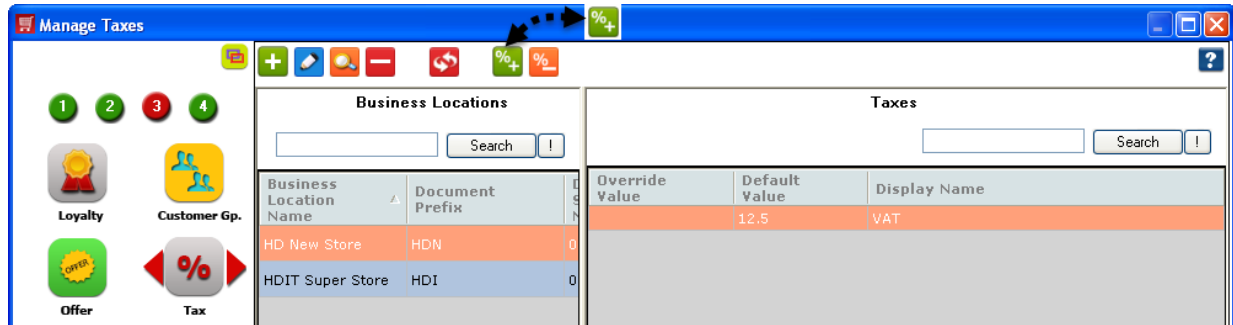 Manage Taxes
%+
%+
%-
?
1 2 3 4
Loyalty
Customer Gp.
OFFER
Offer
%
Tax
Business Locations
Search !
Business Location Name
Document Prefix
HD New Store HDN 0
HDIT Super Store HDI 0
Taxes
Search !
Override Value
Default Value
Display Name
12.5 VAT